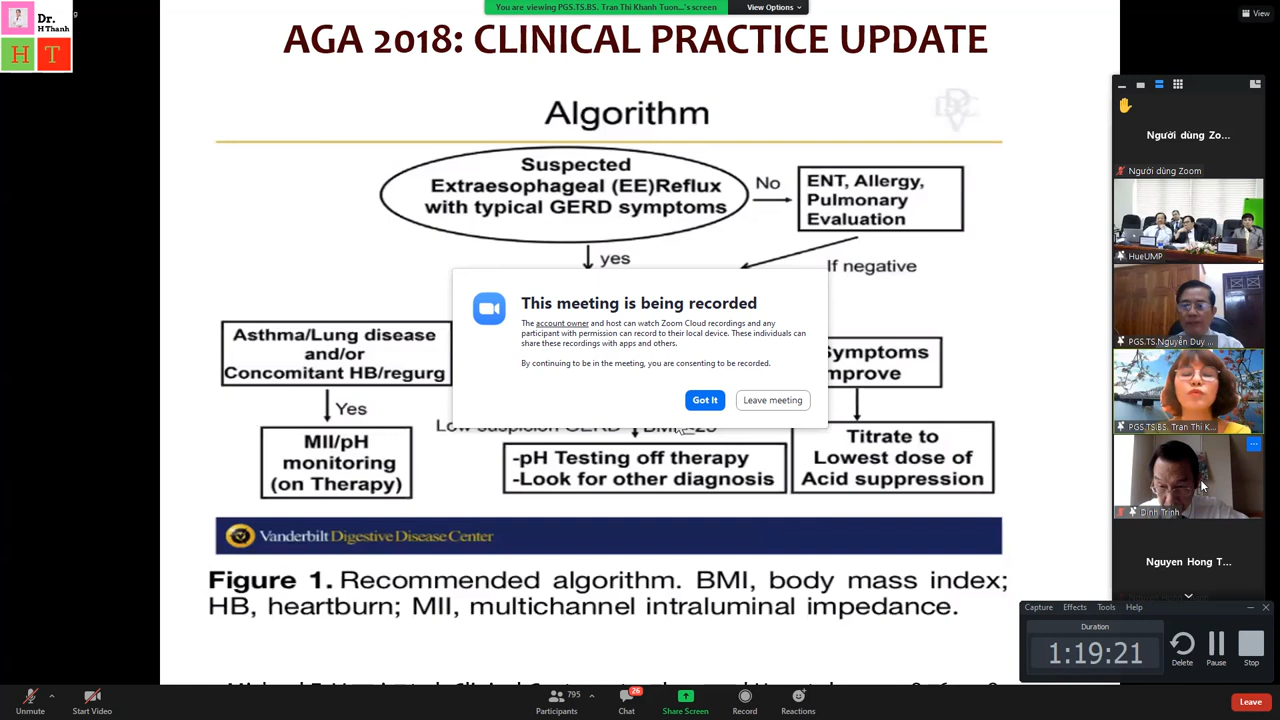 You are viewing PGS.TS.BS. Tran Thi Khanh Tuon...'s screen
View Options
View
Dr.
H Thanh
H T
AGA 2018: CLINICAL PRACTICE UPDATE
Algorithm
Suspected
Extraesophageal (EE)Reflux
with typical GERD symptoms
No
ENT, Allergy,
Pulmonary
Evaluation
yes
If negative
This meeting is being recorded
The account owner and host can watch Zoom Cloud recordings and any
participant with permission can record to their local device. These individuals can
share these recordings with apps and others.
By continuing to be in the meeting, you are consenting to be recorded.
Got It
Leave meeting
Asthma/Lung disease
and/or
Concomitant HB/regurg
Yes
MII/pH
monitoring
(on Therapy)
-pH Testing off therapy
-Look for other diagnosis
Symptoms
Titrate to
Lowest dose of
Acid suppression
Vanderbilt Digestive Disease Center
Figure 1. Recommended algorithm. BMI, body mass index;
HB, heartburn; MII, multichannel intraluminal impedance.
Người dùng Zo...
Người dùng Zoom
HueUMP
PGS.TS.Nguyễn Duy ...
PGS.TS.BS. Tran Thi K...
Dinh Trinh
Nguyen Hong T...
Capture
Effects
Tools
Help
Duration
1:19:21
Delete
Pause
Stop
Unmute
Start Video
795
Participants
26
Chat
Share Screen
Record
Reactions
Leave